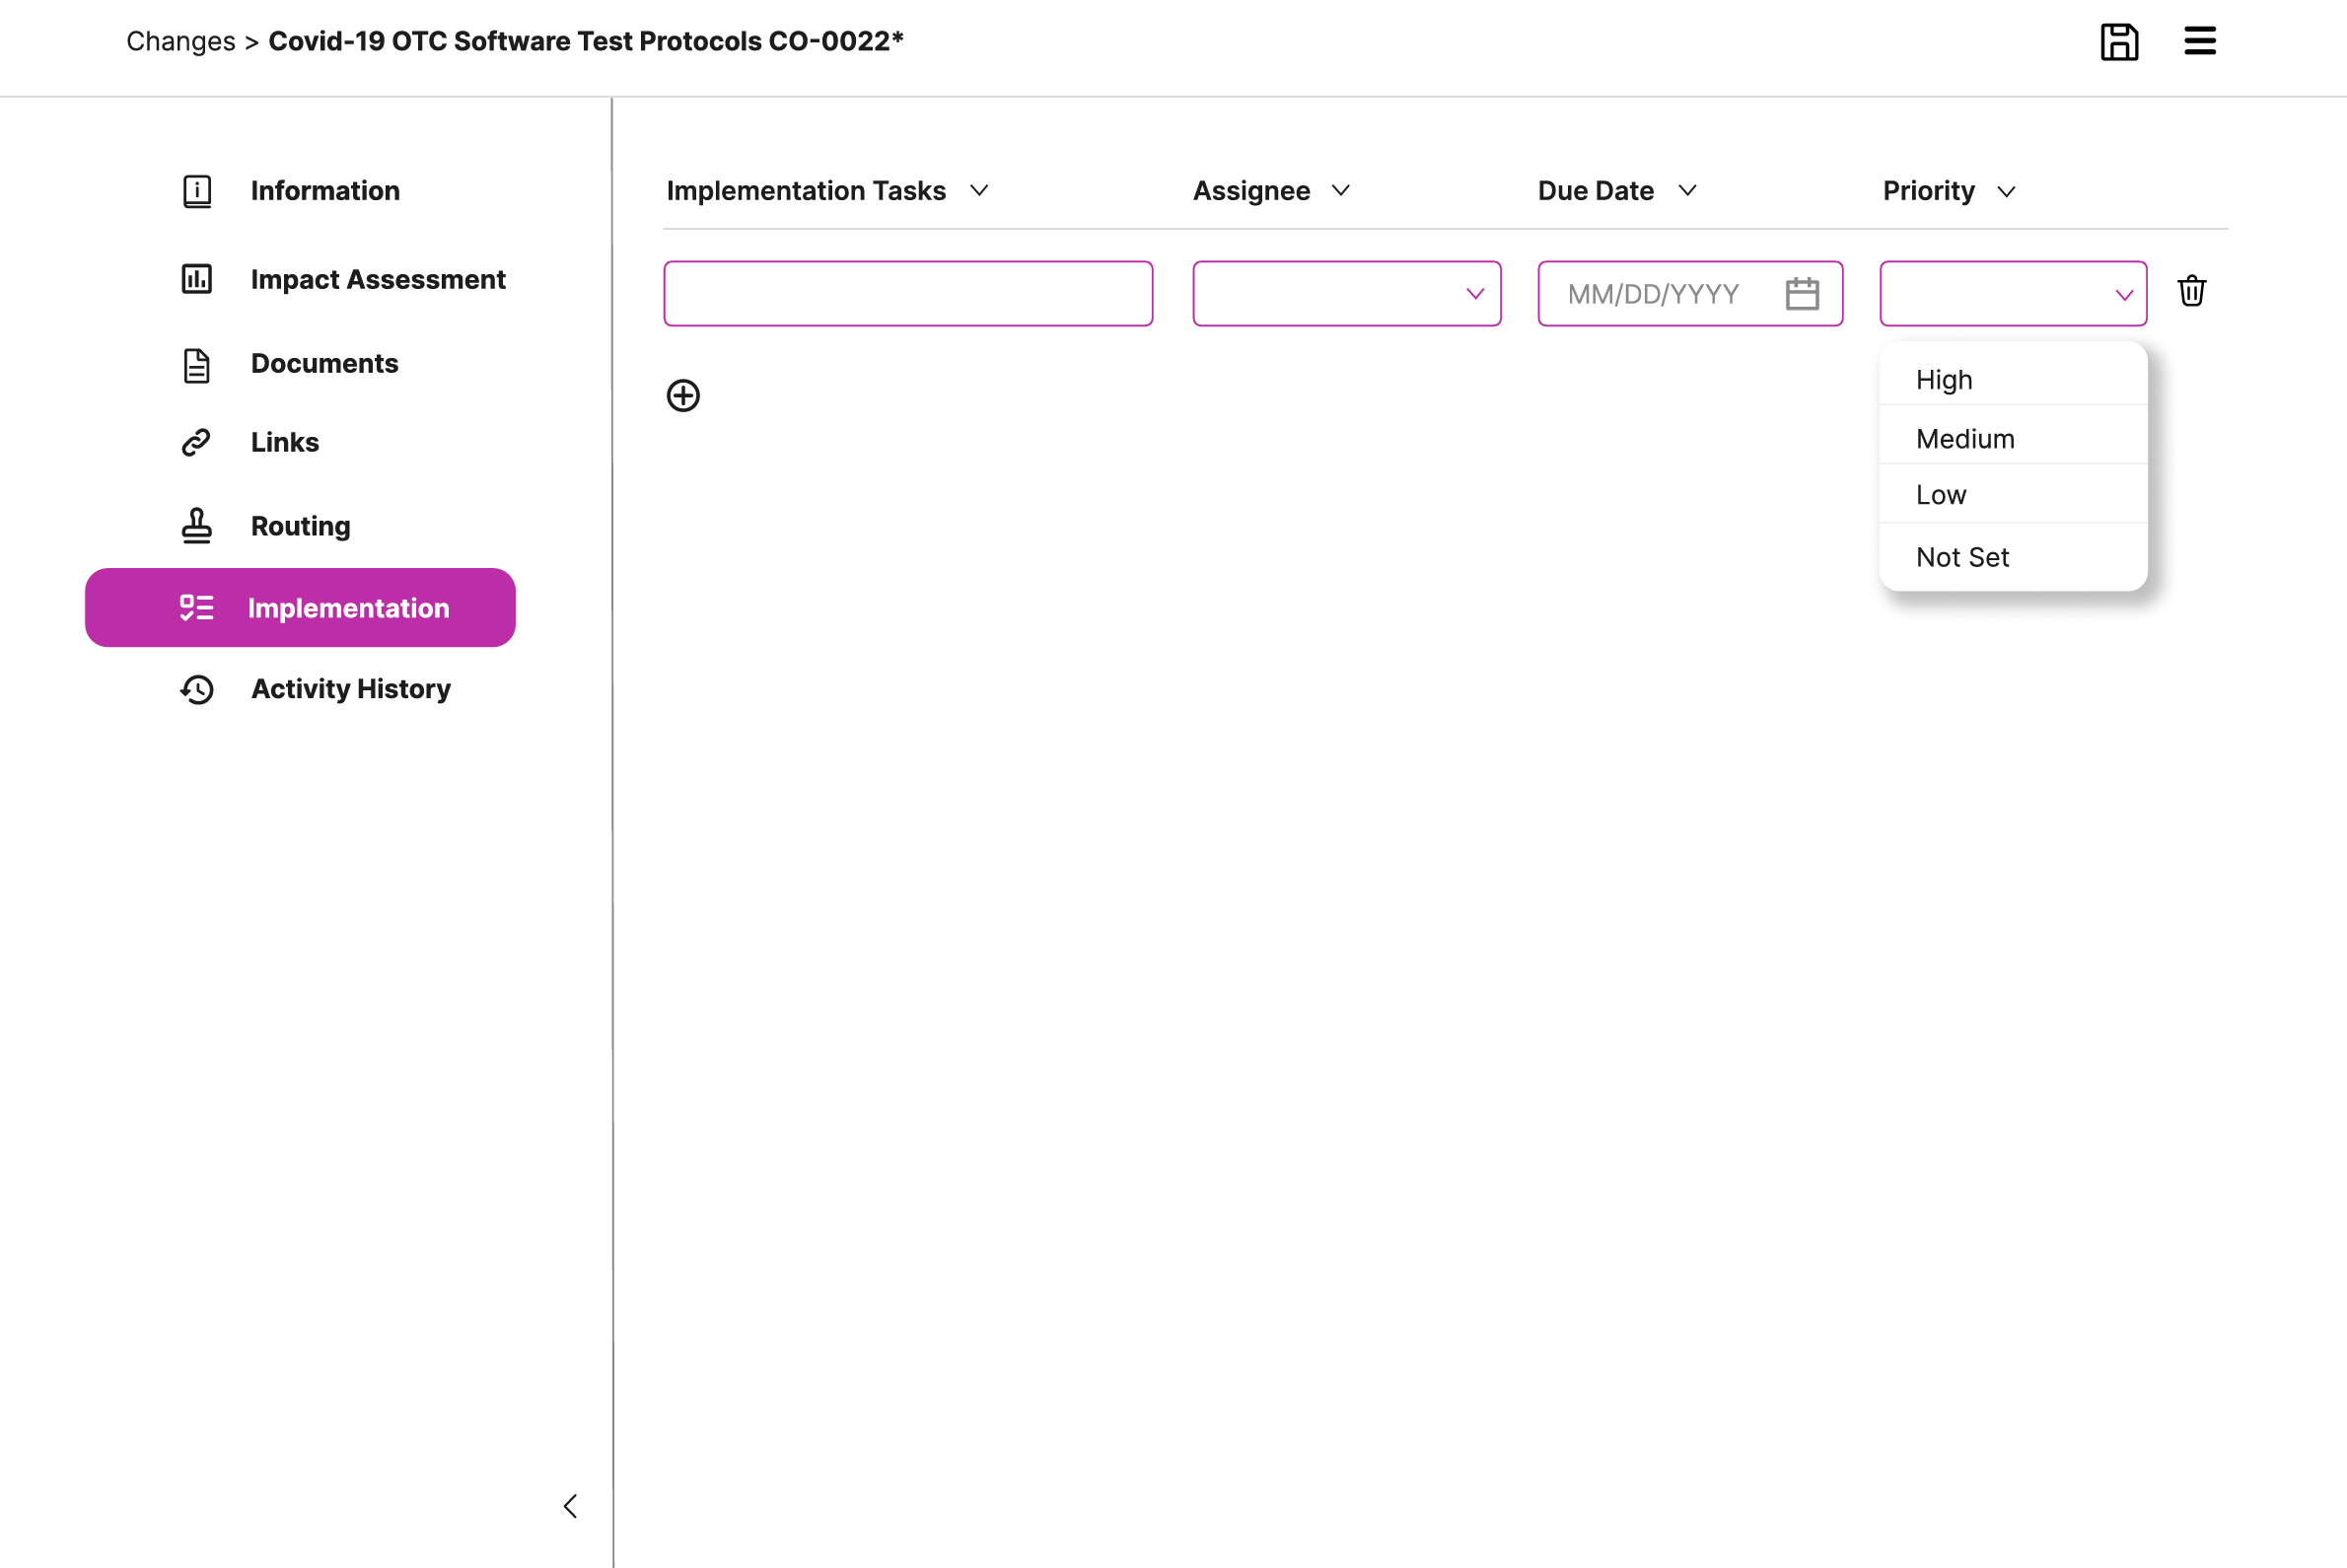 Changes > Covid-19 OTC Software Test Protocols CO-0022*
Information
Impact Assessment
Documents
Links
Routing
Implementation
Activity History
Implementation Tasks
Assignee
Due Date
Priority
MM/DD/YYYY
High
Medium
Low
Not Set